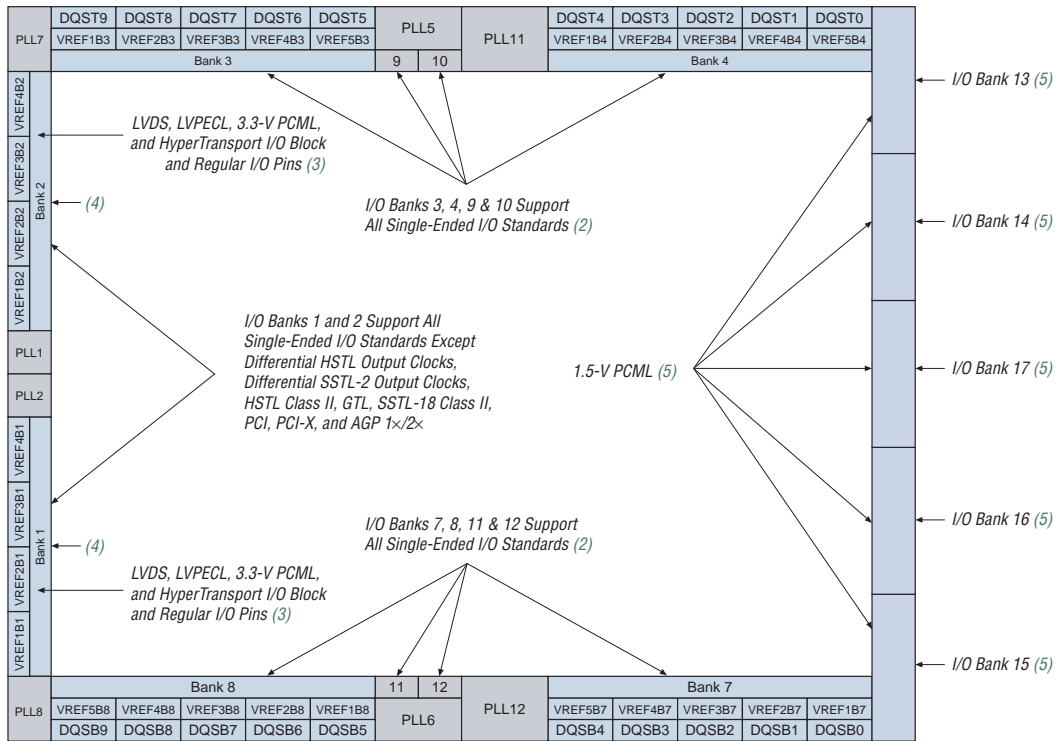 PLL7
DQST9 DQST8 DQST7 DQST6 DQST5
VREF1B3 VREF2B3 VREF3B3 VREF4B3 VREF5B3
Bank 3
PLL5
9 10
PLL11
DQST4 DQST3 DQST2 DQST1 DQST0
VREF1B4 VREF2B4 VREF3B4 VREF4B4 VREF5B4
Bank 4
VREF4B2
VREF3B2
VREF2B2
VREF1B2
Bank 2
LVDS, LVPECL, 3.3-V PCML,
and HyperTransport I/O Block
and Regular I/O Pins (3)
(4)
I/O Banks 3, 4, 9 & 10 Support
All Single-Ended I/O Standards (2)
I/O Bank 13 (5)
I/O Bank 14 (5)
PLL1
PLL2
I/O Banks 1 and 2 Support All
Single-Ended I/O Standards Except
Differential HSTL Output Clocks,
Differential SSTL-2 Output Clocks,
HSTL Class II, GTL, SSTL-18 Class II,
PCI, PCI-X, and AGP 1×/2×
1.5-V PCML (5)
I/O Bank 17 (5)
VREF4B1
VREF3B1
VREF2B1
VREF1B1
Bank 1
(4)
LVDS, LVPECL, 3.3-V PCML,
and HyperTransport I/O Block
and Regular I/O Pins (3)
I/O Banks 7, 8, 11 & 12 Support
All Single-Ended I/O Standards (2)
I/O Bank 16 (5)
I/O Bank 15 (5)
PLL8
Bank 8
VREF5B8 VREF4B8 VREF3B8 VREF2B8 VREF1B8
DQSB9 DQSB8 DQSB7 DQSB6 DQSB5
11 12
PLL6
PLL12
Bank 7
VREF5B7 VREF4B7 VREF3B7 VREF2B7 VREF1B7
DQSB4 DQSB3 DQSB2 DQSB1 DQSB0